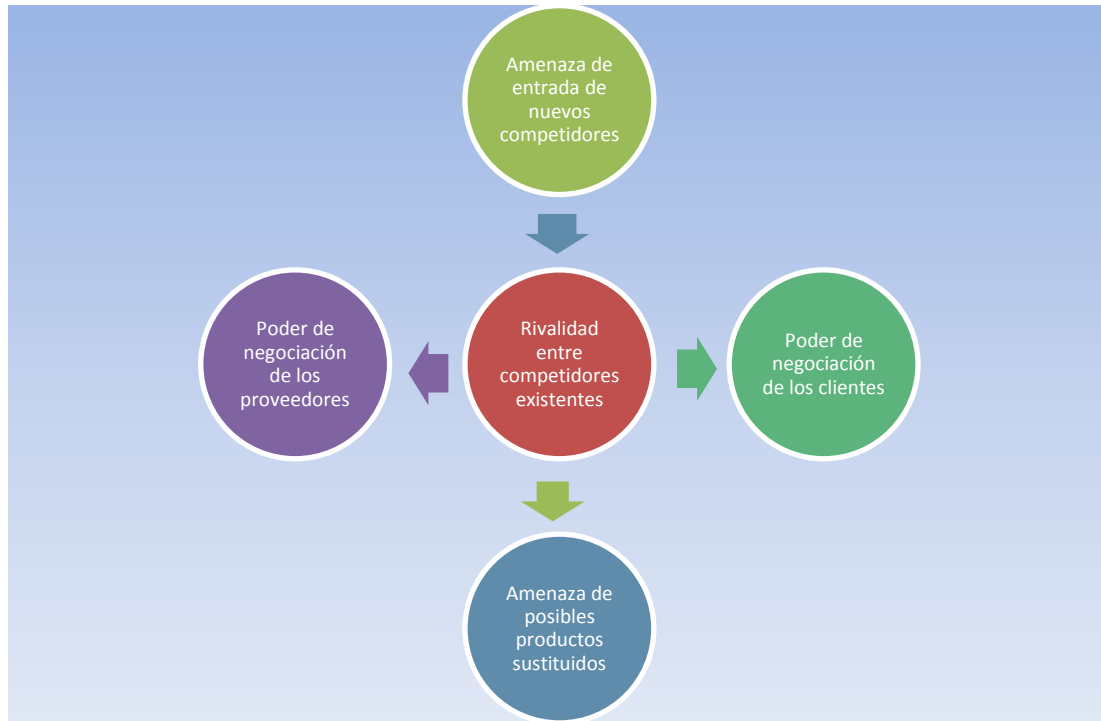 Amenaza de
entrada de
nuevos
competidores
Poder de
negociación
de los
proveedores
Rivalidad
entre
competidores
existentes
Poder de
negociación
de los clientes
Amenaza de
posibles
productos
sustituidos